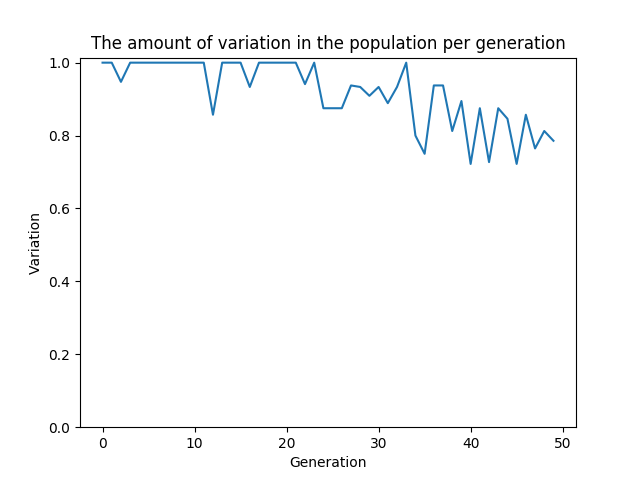 The amount of variation in the population per generation
1.0
0.8
0.6
0.4
0.2
0.0
Variation
0 10 20 30 40 50
Generation